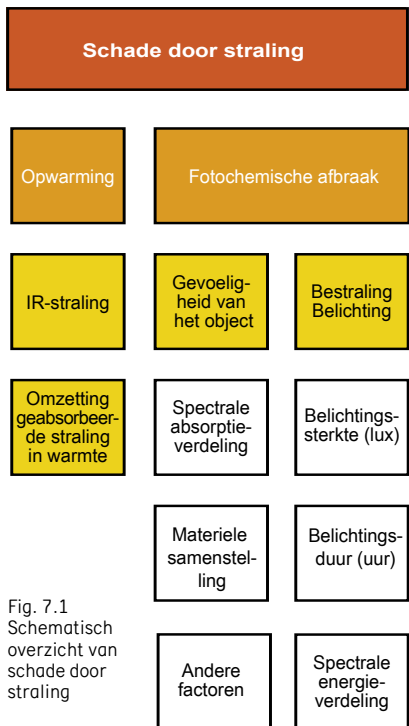 Schade door straling
Opwarming
Fotochemische afbraak
IR-straling
Gevoelig-
heid van
het object
Bestraling
Belichting
Omzetting
geabsorbeer-
de straling
in warmte
Spectrale
absorptie-
verdeling
Belichtings-
sterkte (lux)
Materiele
samenstel-
ling
Belichtings-
duur (uur)
Fig. 7.1
Schematisch
overzicht van
schade door
straling
Andere
factoren
Spectrale
energie-
verdeling